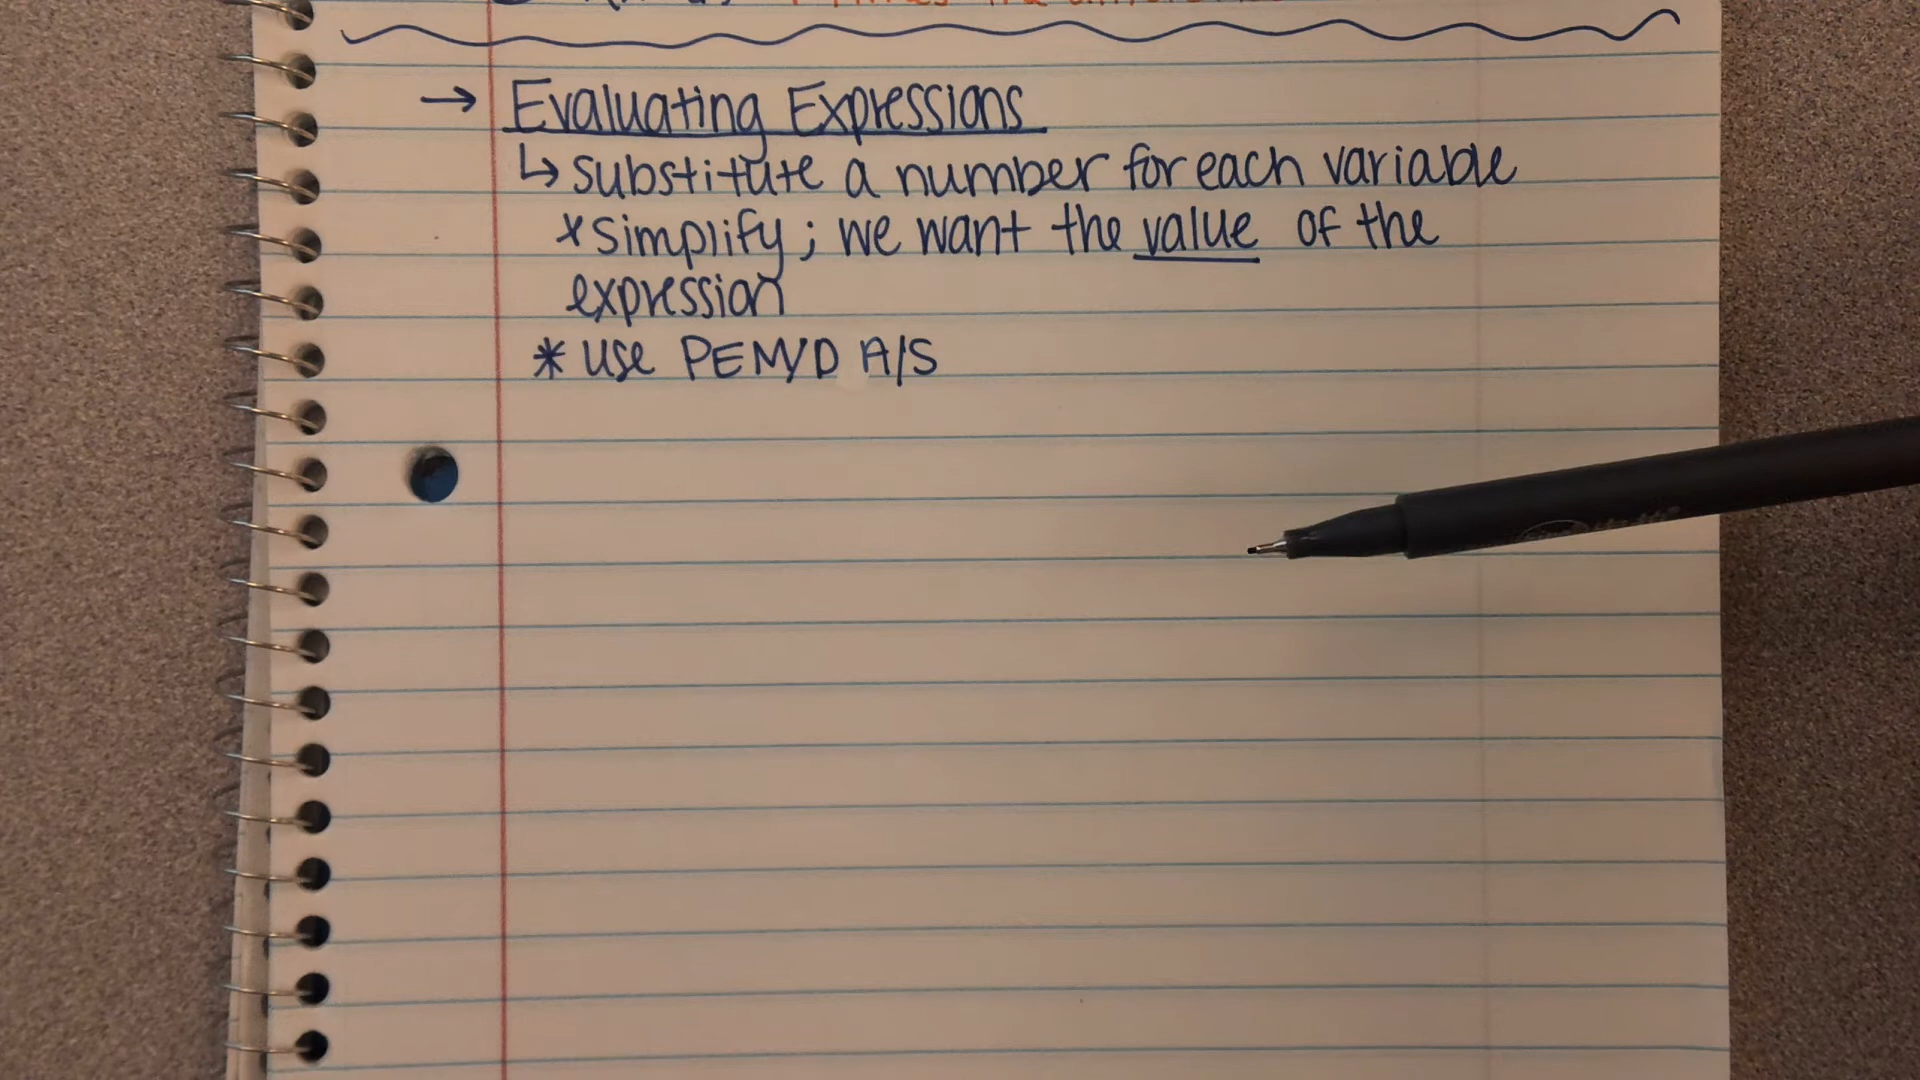 → Evaluating Expressions
↳ substitute a number for each variable
* simplify; we want the value of the
expression
* use PEM/D A/S